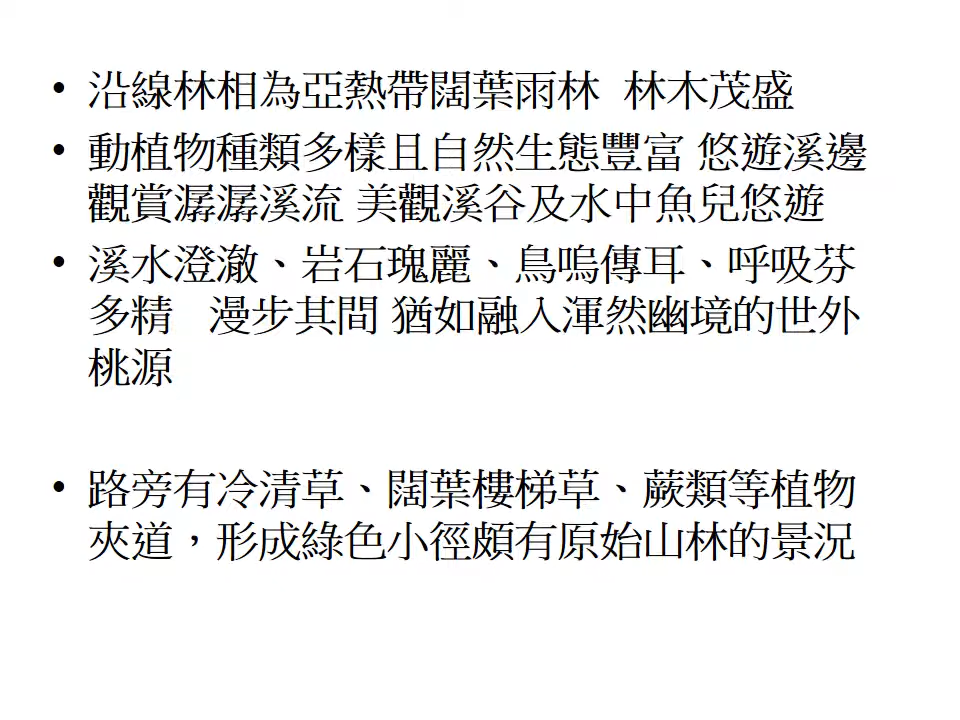 • 沿線林相為亞熱帶闊葉雨林  林木茂盛
• 動植物種類多樣且自然生態豐富 悠遊溪邊
觀賞潺潺溪流 美觀溪谷及水中魚兒悠遊
• 溪水澄澈、岩石瑰麗、鳥嗚傳耳、呼吸芬
多精   漫步其間 猶如融入渾然幽境的世外
桃源
• 路旁有冷清草、闊葉樓梯草、蕨類等植物
夾道，形成綠色小徑頗有原始山林的景況